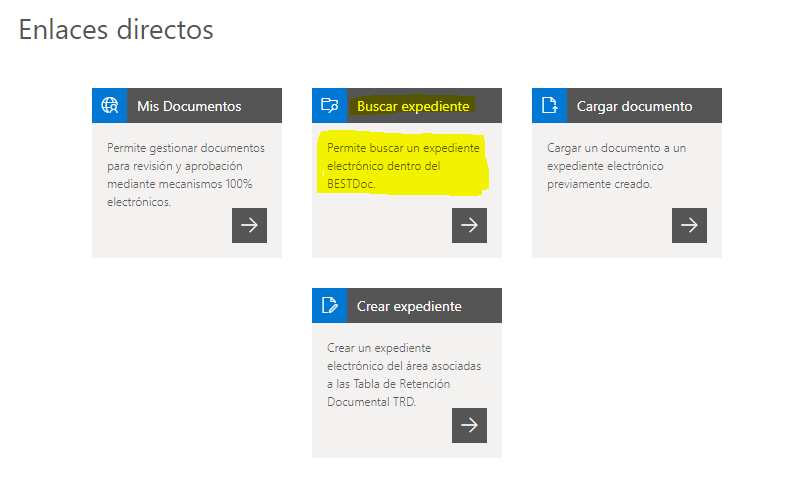 Enlaces directos
Mis Documentos
Permite gestionar documentos
para revisión y aprobación
mediante mecanismos 100%
electrónicos.
Buscar expediente
Permite buscar un expediente
electrónico dentro del
BESTDoc.
Cargar documento
Cargar un documento a un
expediente electrónico
previamente creado.
Crear expediente
Crear un expediente
electrónico del área asociadas
a las Tabla de Retención
Documental TRD.